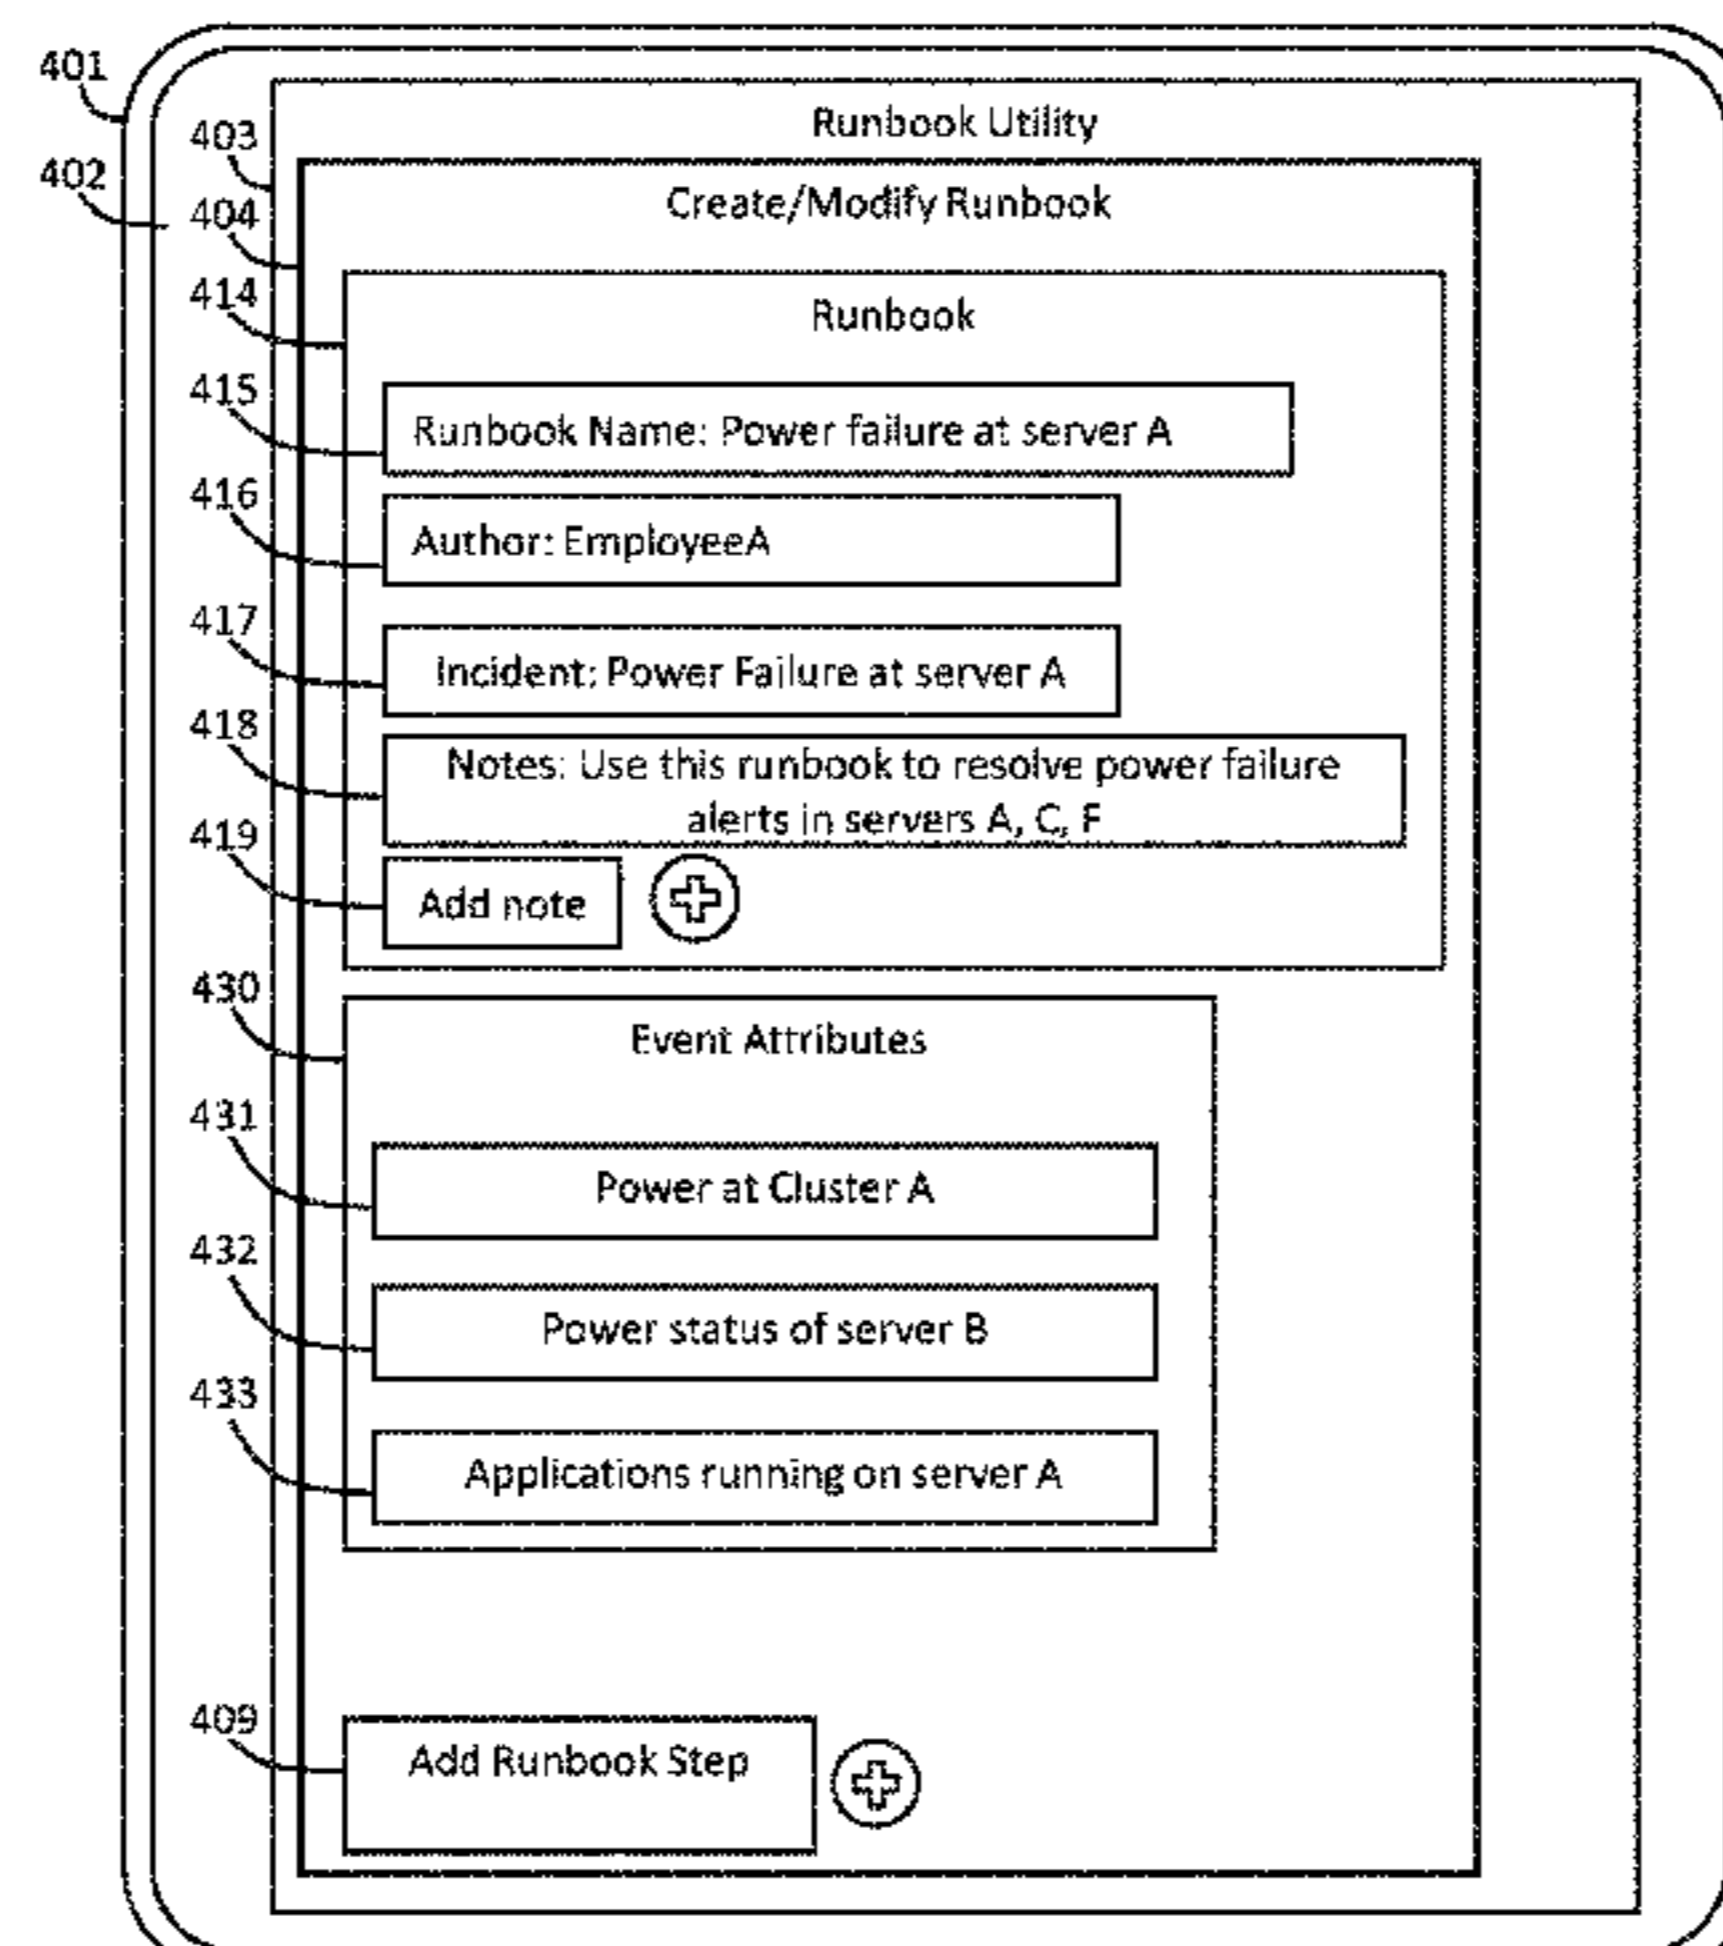 401
Runbook Utility
403
Create/Modify Runbook
402
404
414
Runbook
415
Runbook Name: Power failure at server A
416
Author: EmployeeA
417
Incident: Power Failure at server A
418
Notes: Use this runbook to resolve power failure
alerts in servers A, C, F
419
Add note
430
Event Attributes
431
Power at Cluster A
432
Power status of server B
433
Applications running on server A
409
Add Runbook Step